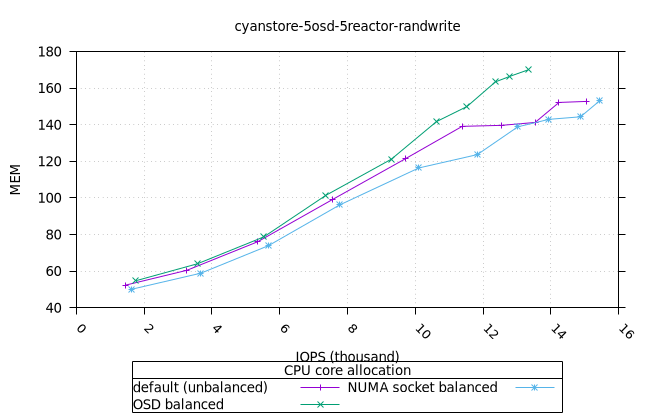 cyanstore-5osd-5reactor-randwrite
180
160
140
120
100
80
60
40
MEM
0 2 4 6 8 10 12 14 16
IOPS (thousand)
CPU core allocation
default (unbalanced) NUMA socket balanced
OSD balanced